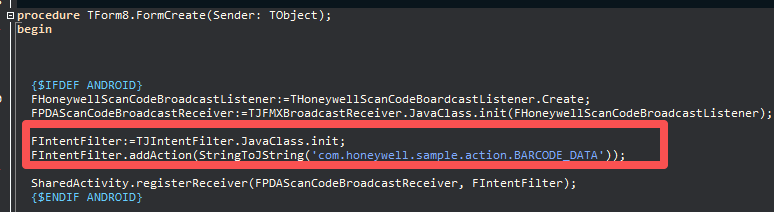 procedure TForm8.FormCreate(Sender: TObject);
begin
{$IFDEF ANDROID}
FHoneywellScanCodeBroadcastListener:=THoneywellScanCodeBoardcastListener.Create;
FPDAScanCodeBroadcastReceiver:=TJFMXBroadcastReceiver.JavaClass.init(FHoneywellScanCodeBroadcastListener);
FIntentFilter:=TJIntentFilter.JavaClass.init;
FIntentFilter.addAction(StringToJString('com.honeywell.sample.action.BARCODE_DATA'));
SharedActivity.registerReceiver(FPDAScanCodeBroadcastReceiver, FIntentFilter);
{$ENDIF ANDROID}